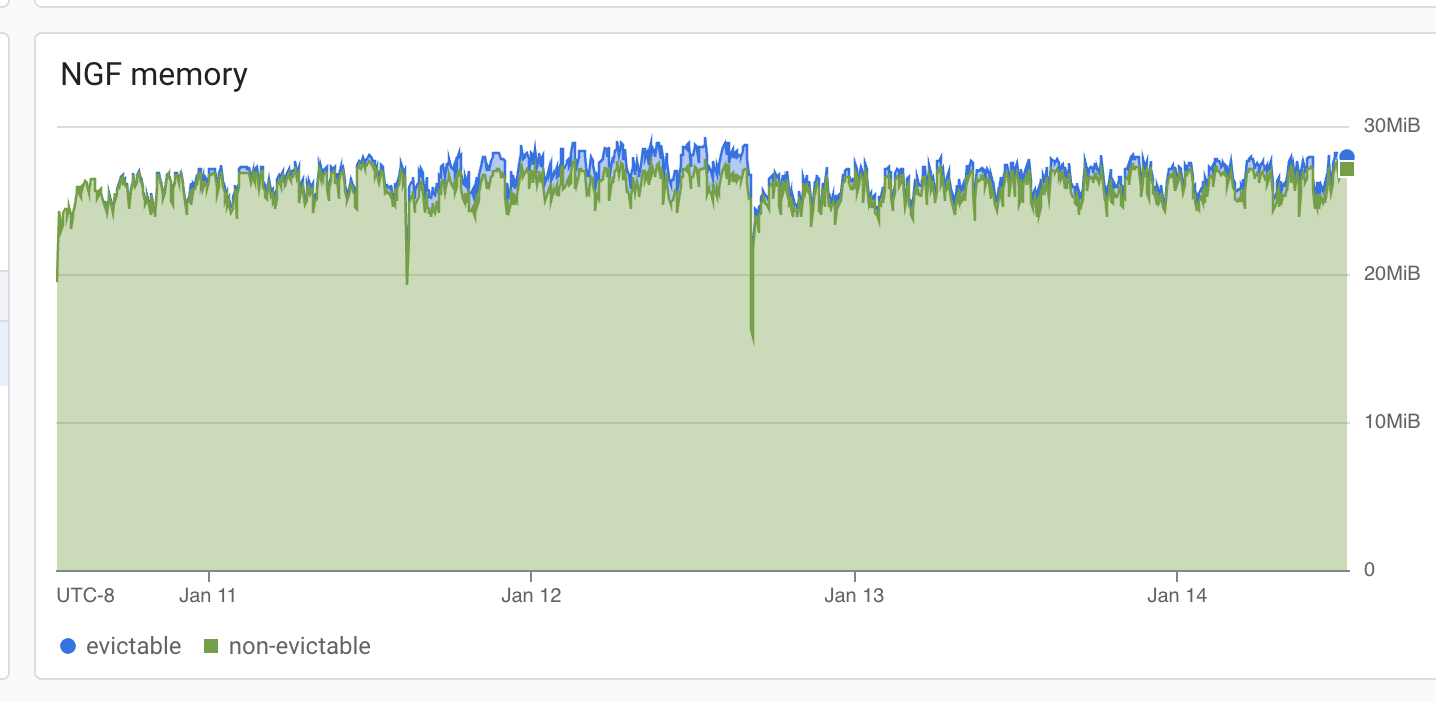 NGF memory
30MiB
20MiB
10MiB
0
UTC-8 Jan 11 Jan 12 Jan 13 Jan 14
evictable non-evictable